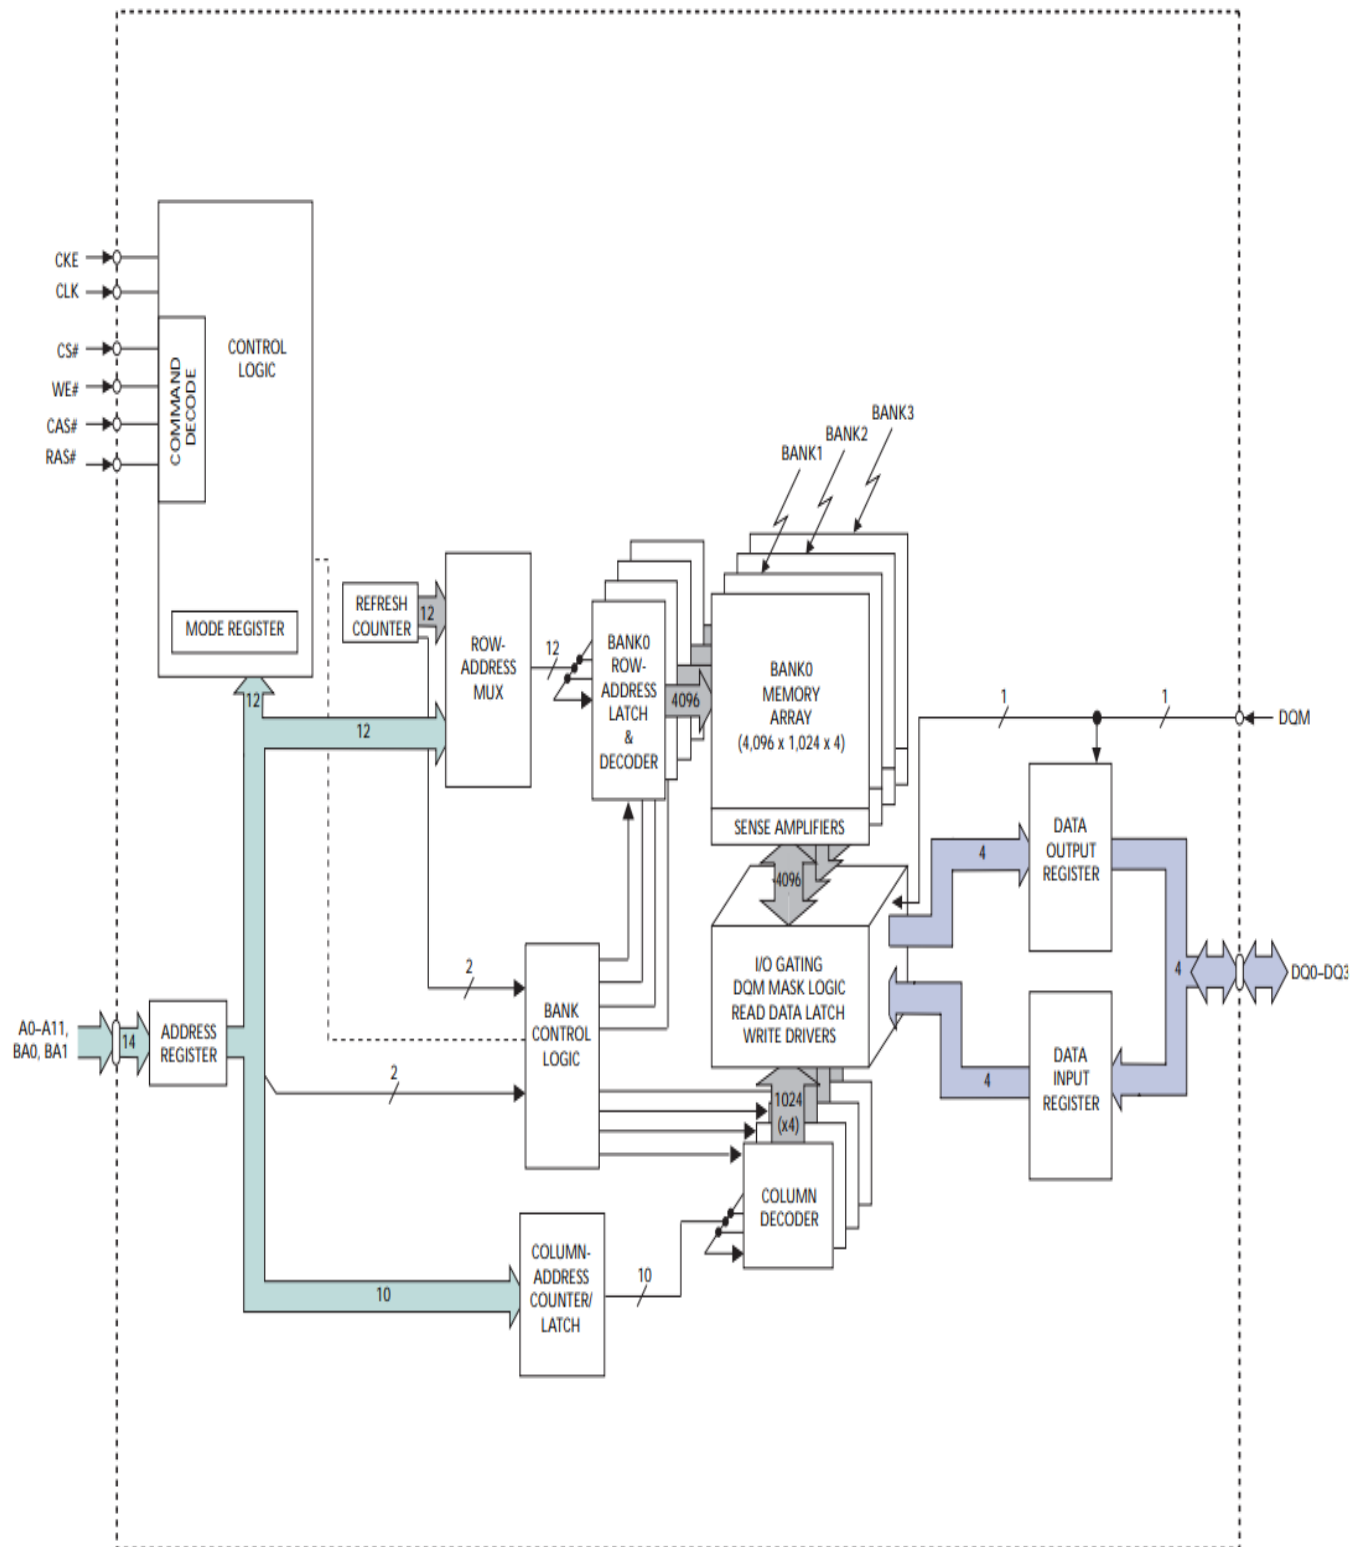 CKE
CLK
CS#
WE#
CAS#
RAS#
COMMAND
DECODE
CONTROL
LOGIC
MODE REGISTER
12
12
REFRESH
COUNTER
12
ROW-
ADDRESS
MUX
12
BANK0
ROW-
ADDRESS
LATCH
&
DECODER
4096
BANK1
BANK2
BANK3
BANK0
MEMORY
ARRAY
(4,096 x 1,024 x 4)
SENSE AMPLIFIERS
4096
I/O GATING
DQM MASK LOGIC
READ DATA LATCH
WRITE DRIVERS
1
1
DQM
DATA
OUTPUT
REGISTER
4
4
4
DQ0–DQ3
DATA
INPUT
REGISTER
A0–A11,
BA0, BA1
14
ADDRESS
REGISTER
2
2
BANK
CONTROL
LOGIC
1024
(x4)
COLUMN
DECODER
10
COLUMN-
ADDRESS
COUNTER/
LATCH
10